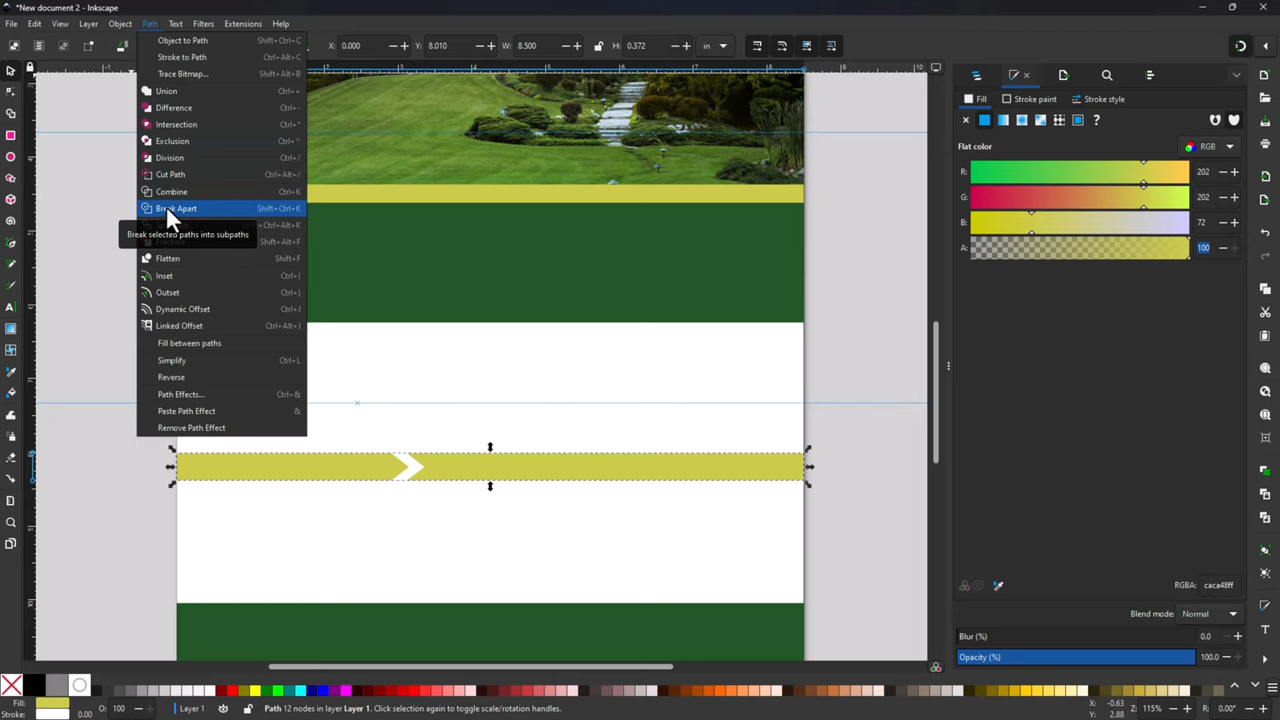 *New document 2 - Inkscape
File Edit View Layer Object Path Text Filters Extensions Help
X: 0.000 Y: 8.010 W: 8.500 H: 0.372 in
Object to Path Shift+Ctrl+C
Stroke to Path Ctrl+Alt+C
Trace Bitmap... Shift+Alt+B
Union Ctrl++
Difference Ctrl+-
Intersection Ctrl+*
Exclusion Ctrl+^
Division Ctrl+/
Cut Path Ctrl+Alt+/
Combine Ctrl+K
Break Apart Shift+Ctrl+K
Break selected paths into subpaths
Flatten Shift+F
Inset Ctrl+(
Outset Ctrl+)
Dynamic Offset Ctrl+J
Linked Offset Ctrl+Alt+J
Fill between paths
Simplify Ctrl+L
Reverse
Path Effects... Ctrl+&
Paste Path Effect &
Remove Path Effect
Fill Stroke paint Stroke style
Flat color RGB
R: 202
G: 202
B: 72
A: 100
RGBA: caca48ff
Blend mode: Normal
Blur (%) 0.0
Opacity (%) 100.0
Fill:
Stroke: 0.00
O: 100 Layer 1 Path 12 nodes in layer Layer 1. Click selection again to toggle scale/rotation handles.
X: -0.63
Y: 2.88
Z: 115% R: 0.00°